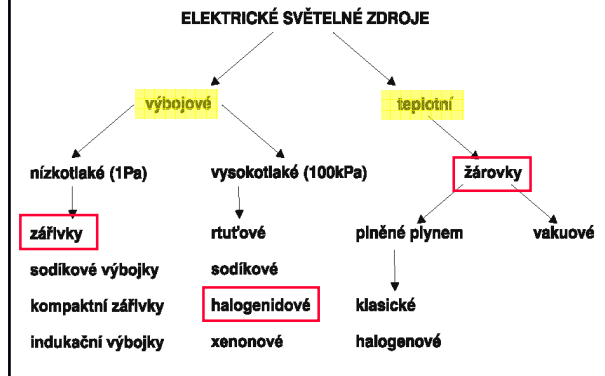 ELEKTRICKÉ SVĚTELNÉ ZDROJE
výbojové
teplotní
nízkotlaké (1Pa)
vysokotlaké (100kPa)
žárovky
zářivky
rtuťové
plněné plynem
vakuové
sodíkové výbojky
sodíkové
kompaktní zářivky
halogenidové
klasické
indukační výbojky
xenonové
halogenové